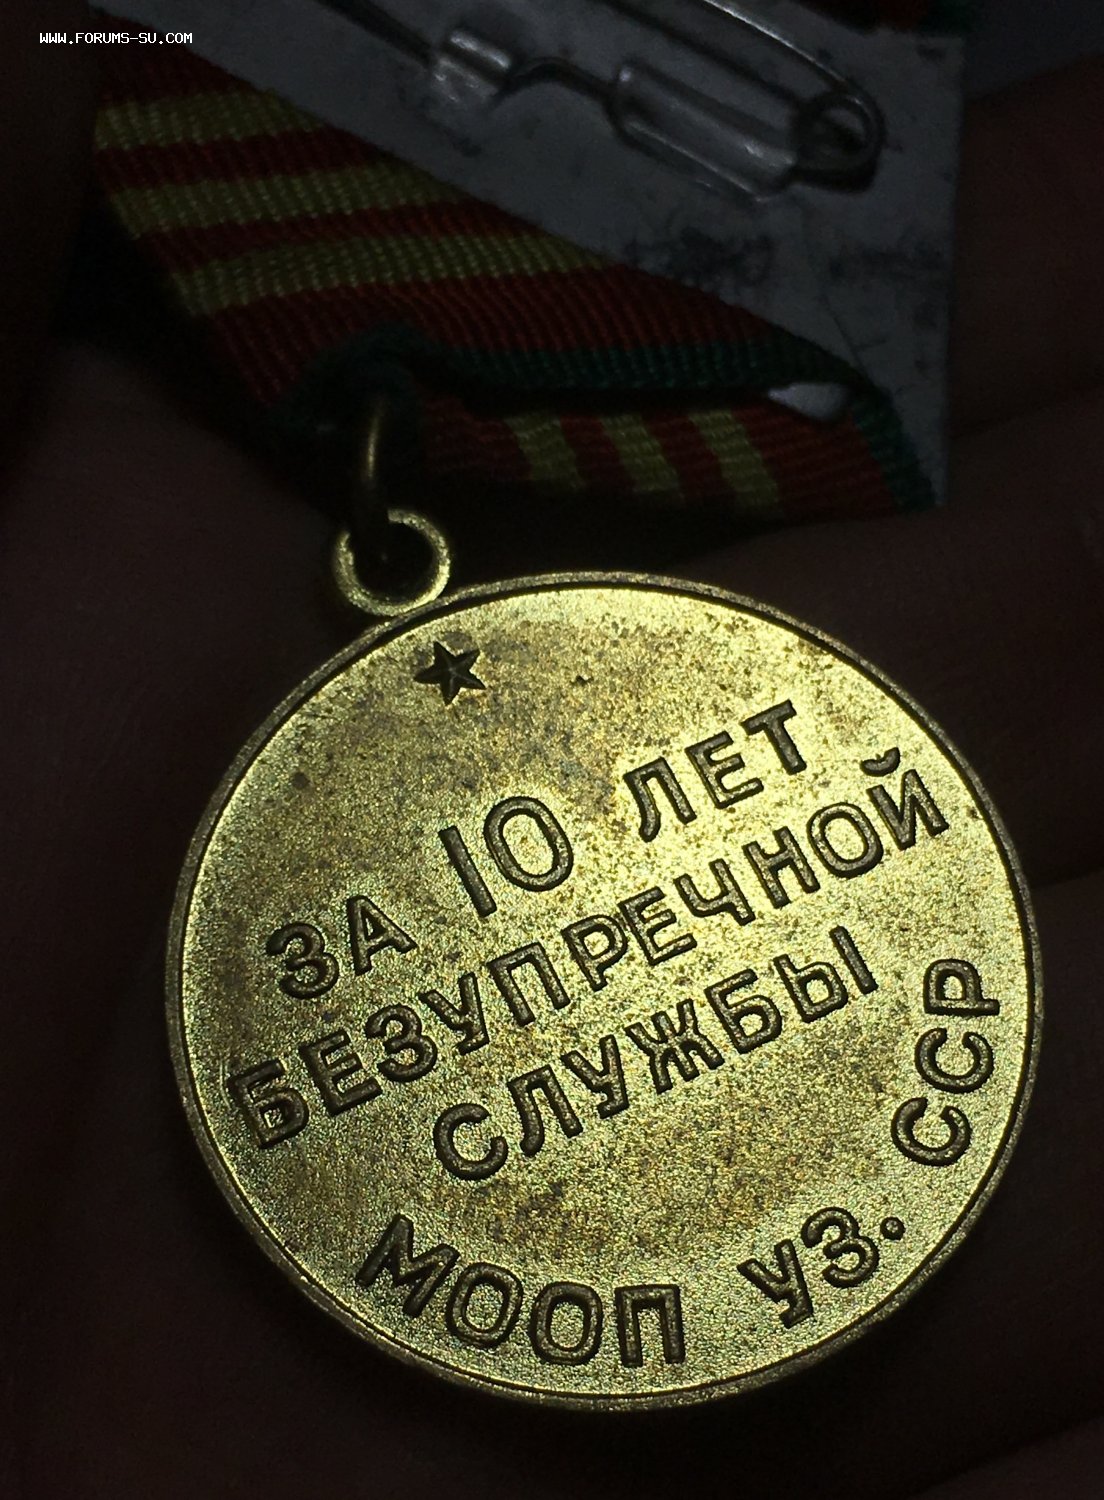 WWW.FORUMS-SU.COM
ЗА 10 ЛЕТ
БЕЗУПРЕЧНОЙ
СЛУЖБЫ
МООП УЗ. ССР